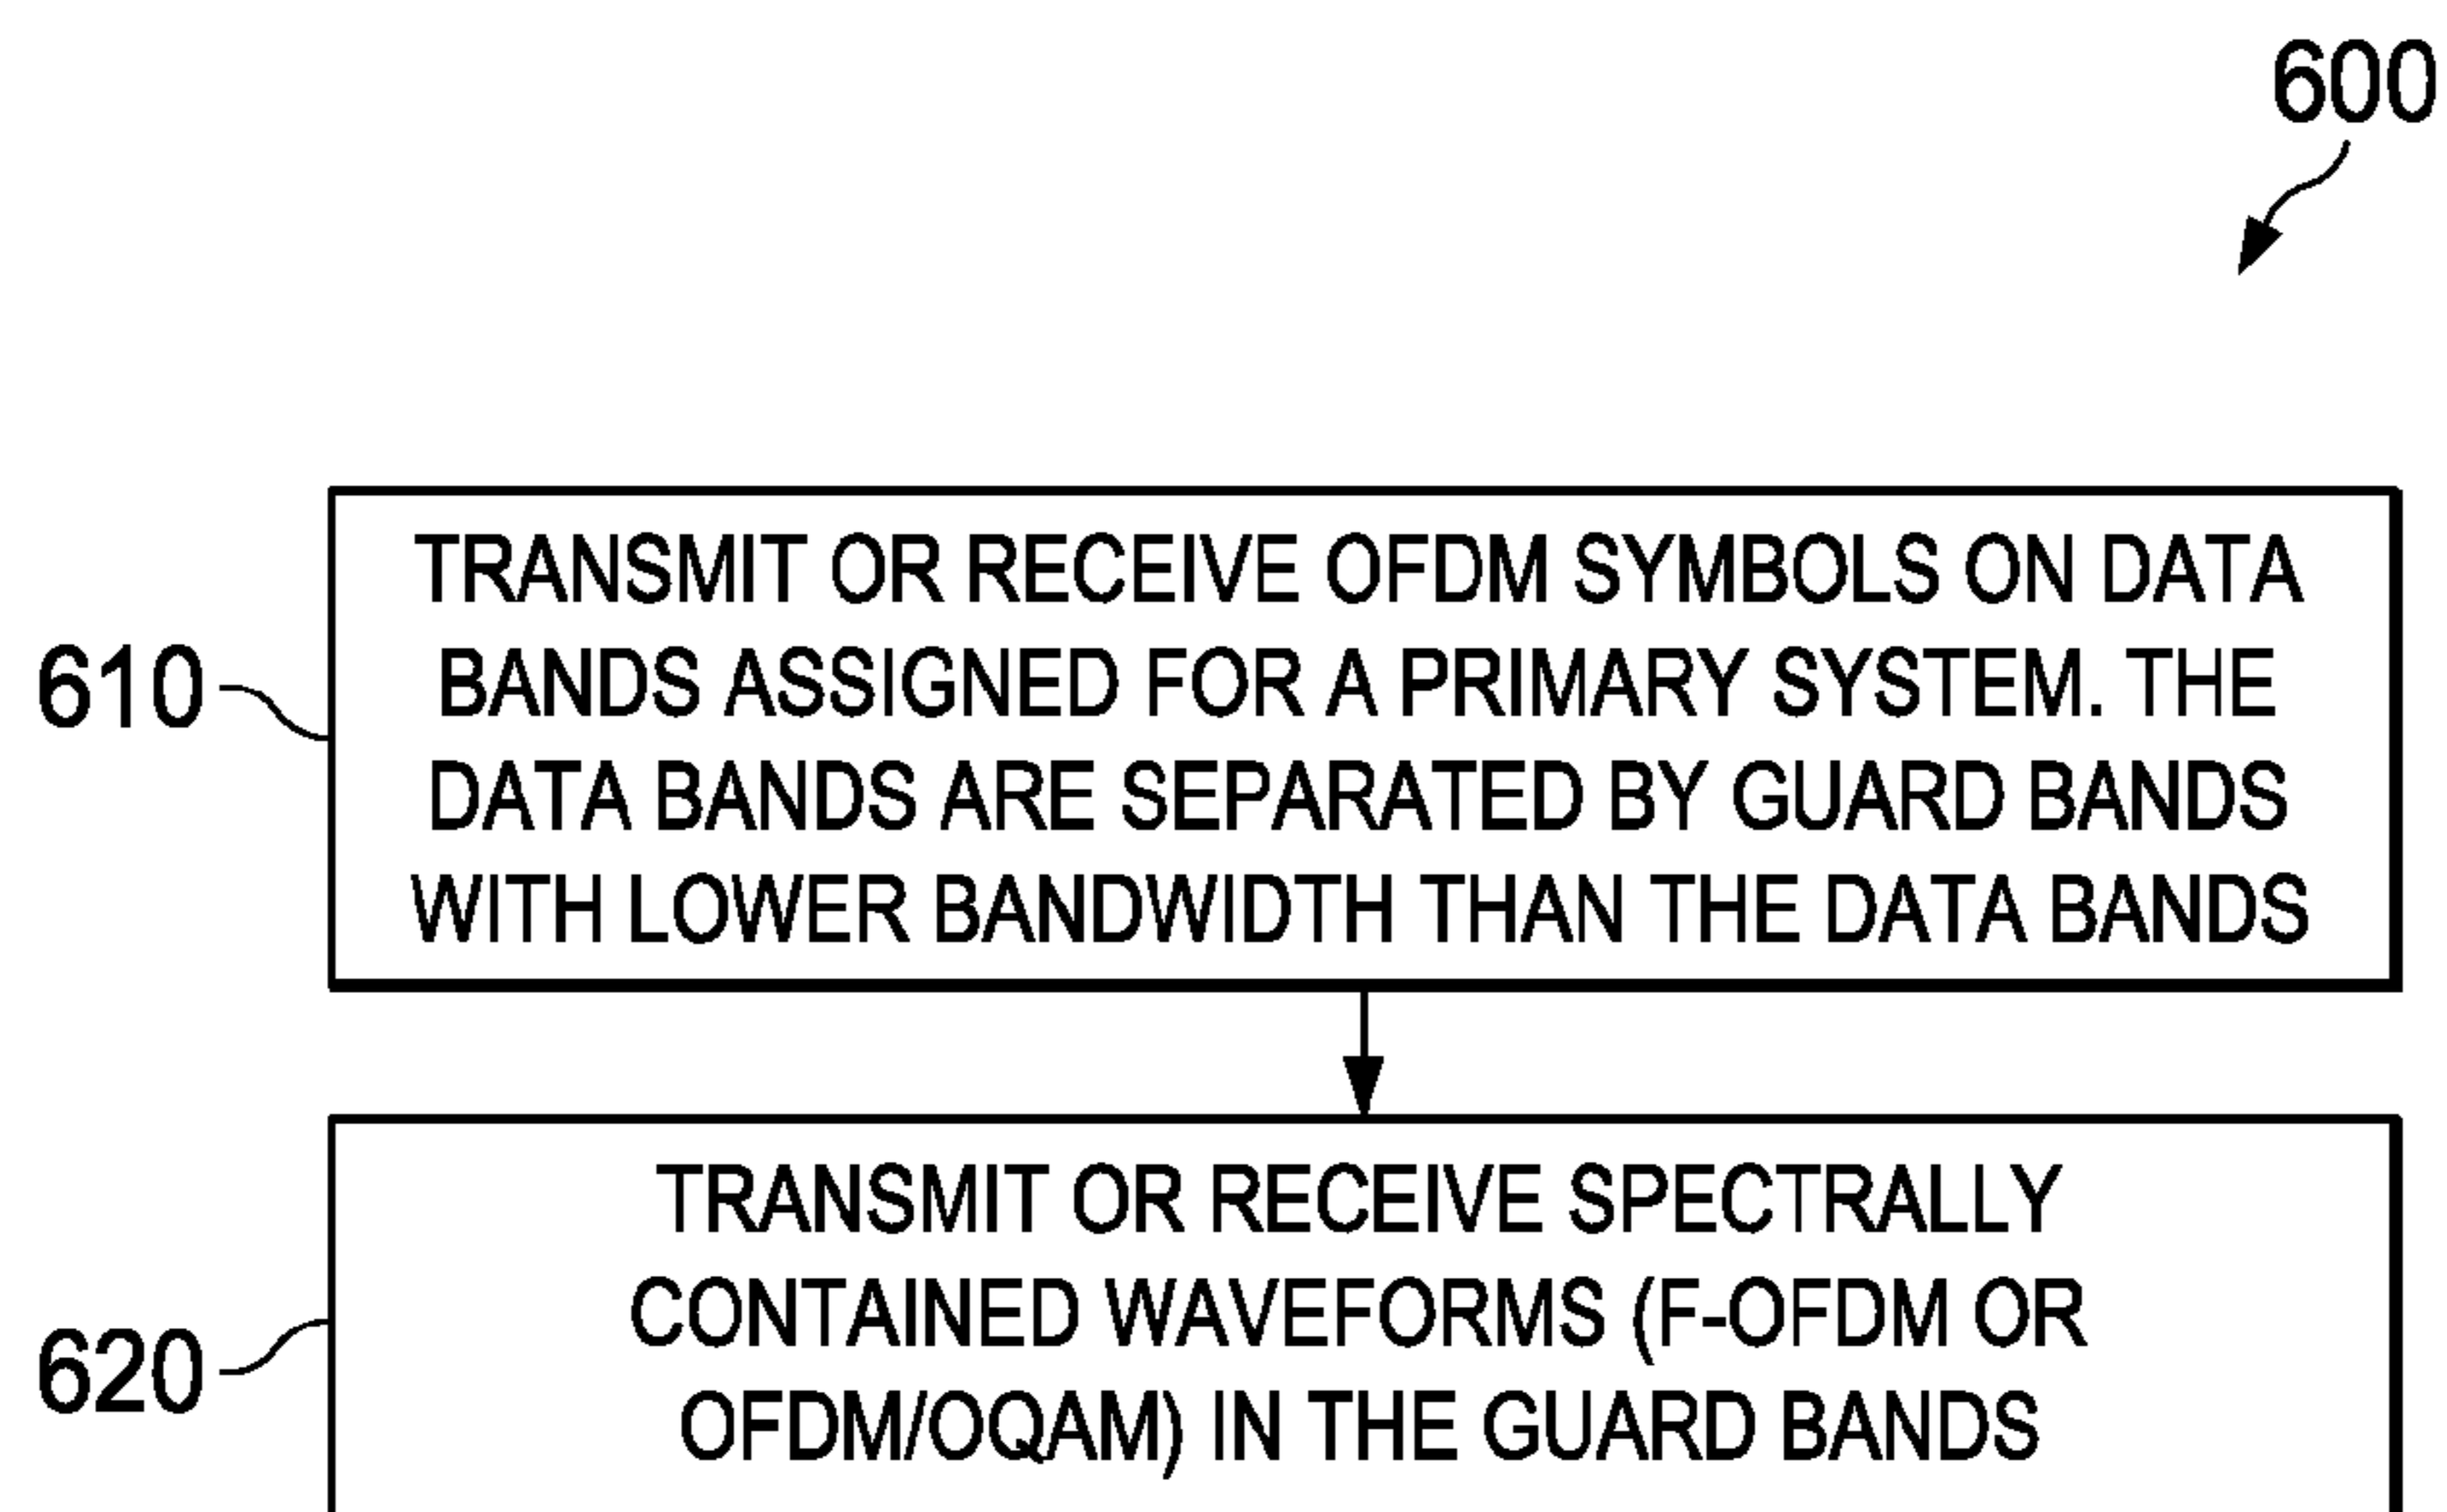 600
610
TRANSMIT OR RECEIVE OFDM SYMBOLS ON DATA
BANDS ASSIGNED FOR A PRIMARY SYSTEM. THE
DATA BANDS ARE SEPARATED BY GUARD BANDS
WITH LOWER BANDWIDTH THAN THE DATA BANDS
620
TRANSMIT OR RECEIVE SPECTRALLY
CONTAINED WAVEFORMS (F-OFDM OR
OFDM/OQAM) IN THE GUARD BANDS